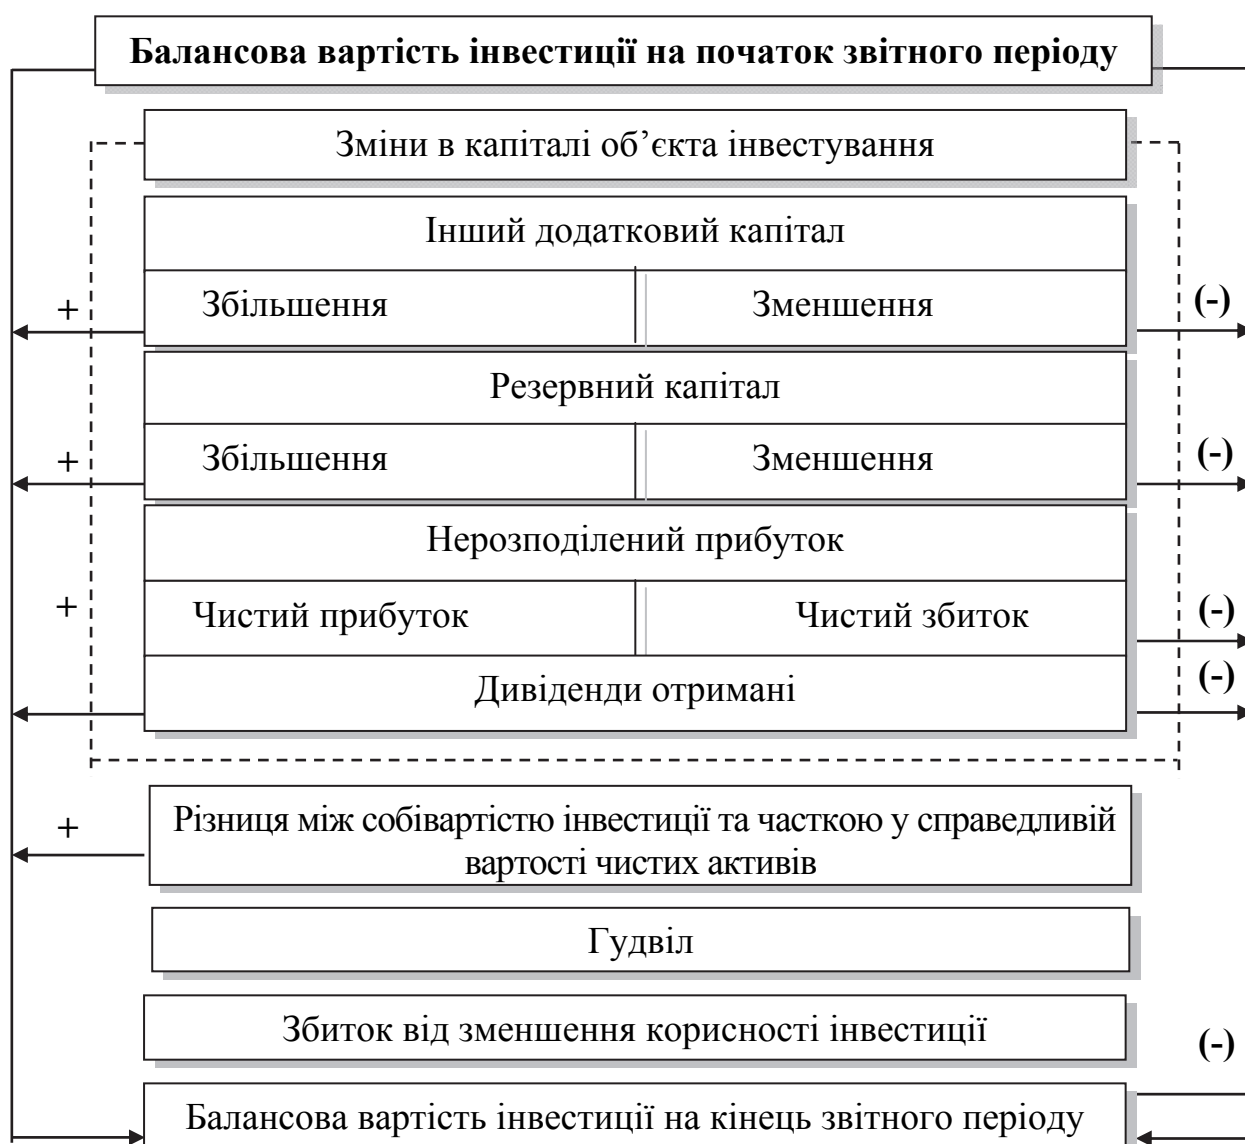 Балансова вартість інвестиції на початок звітного періоду
Зміни в капіталі об’єкта інвестування
Інший додатковий капітал
+ Збільшення Зменшення (-)
Резервний капітал
+ Збільшення Зменшення (-)
Нерозподілений прибуток
+ Чистий прибуток Чистий збиток (-)
Дивіденди отримані (-)
+ Різниця між собівартістю інвестиції та часткою у справедливій
вартості чистих активів
Гудвіл
Збиток від зменшення корисності інвестиції (-)
Балансова вартість інвестиції на кінець звітного періоду